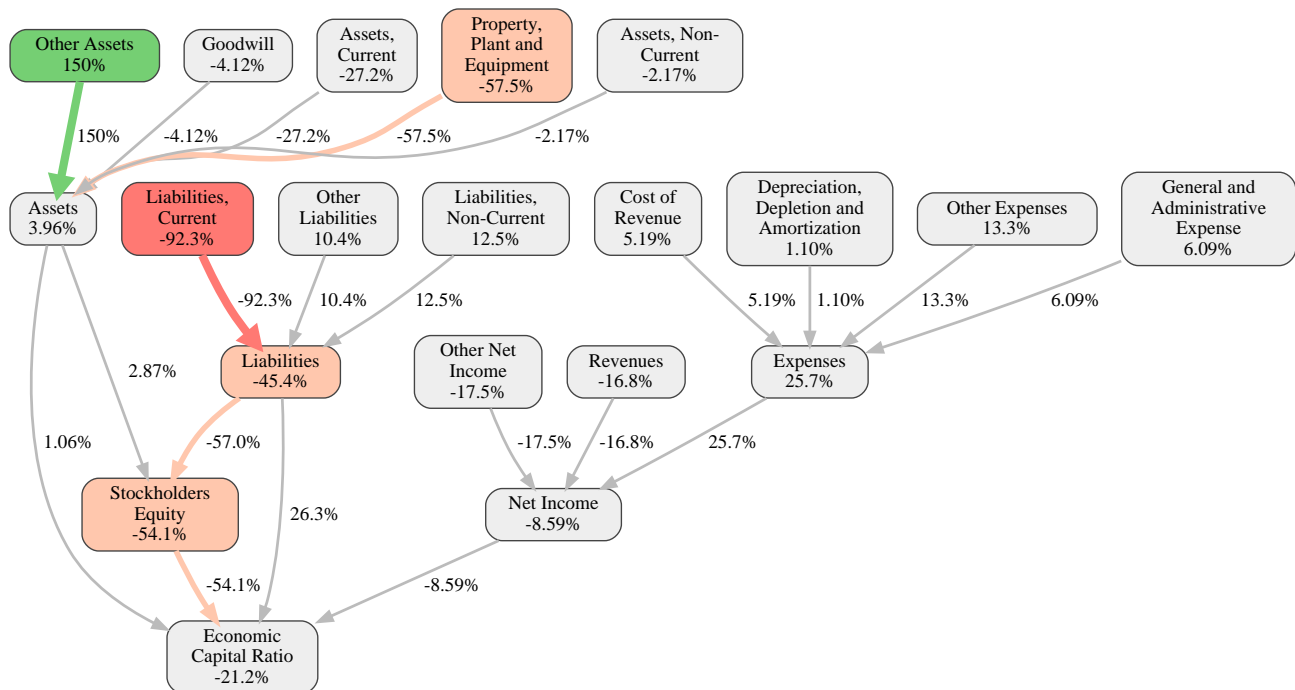 Other Assets
150%
Goodwill
-4.12%
Assets,
Current
-27.2%
Property,
Plant and
Equipment
-57.5%
Assets, Non-
Current
-2.17%
150%
-4.12%
-27.2%
-57.5%
-2.17%
Assets
3.96%
Liabilities,
Current
-92.3%
Other
Liabilities
10.4%
Liabilities,
Non-Current
12.5%
Cost of
Revenue
5.19%
Depreciation,
Depletion and
Amortization
1.10%
Other Expenses
13.3%
General and
Administrative
Expense
6.09%
-92.3%
10.4%
12.5%
5.19%
1.10%
13.3%
6.09%
2.87%
Liabilities
-45.4%
Other Net
Income
-17.5%
Revenues
-16.8%
Expenses
25.7%
1.06%
-57.0%
-17.5%
-16.8%
25.7%
Stockholders
Equity
-54.1%
26.3%
Net Income
-8.59%
-54.1%
-8.59%
Economic
Capital Ratio
-21.2%